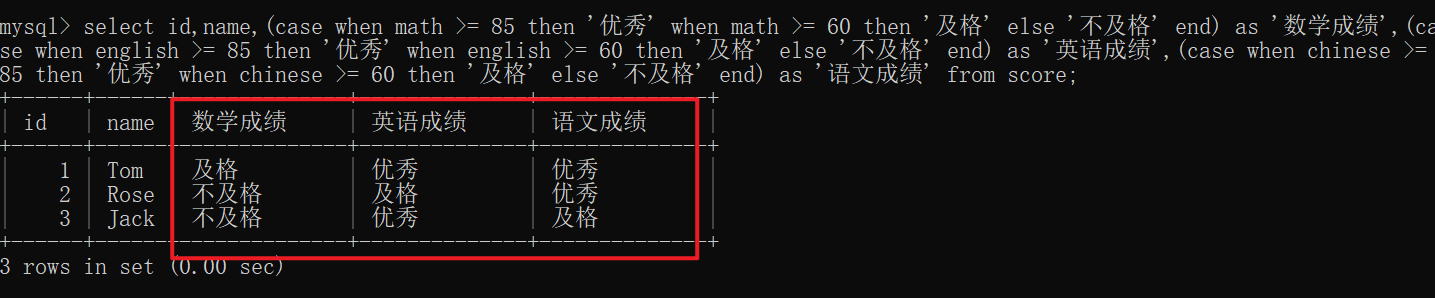 mysql> select id,name,(case when math >= 85 then '优秀' when math >= 60 then '及格' else '不及格' end) as '数学成绩',(ca
se when english >= 85 then '优秀' when english >= 60 then '及格' else '不及格' end) as '英语成绩',(case when chinese >=
85 then '优秀' when chinese >= 60 then '及格' else '不及格' end) as '语文成绩' from score;
+------+------+--------------+--------------+--------------+
| id | name | 数学成绩 | 英语成绩 | 语文成绩 |
+------+------+--------------+--------------+--------------+
| 1 | Tom | 及格 | 优秀 | 优秀 |
| 2 | Rose | 不及格 | 及格 | 优秀 |
| 3 | Jack | 不及格 | 优秀 | 及格 |
+------+------+--------------+--------------+--------------+
3 rows in set (0.00 sec)